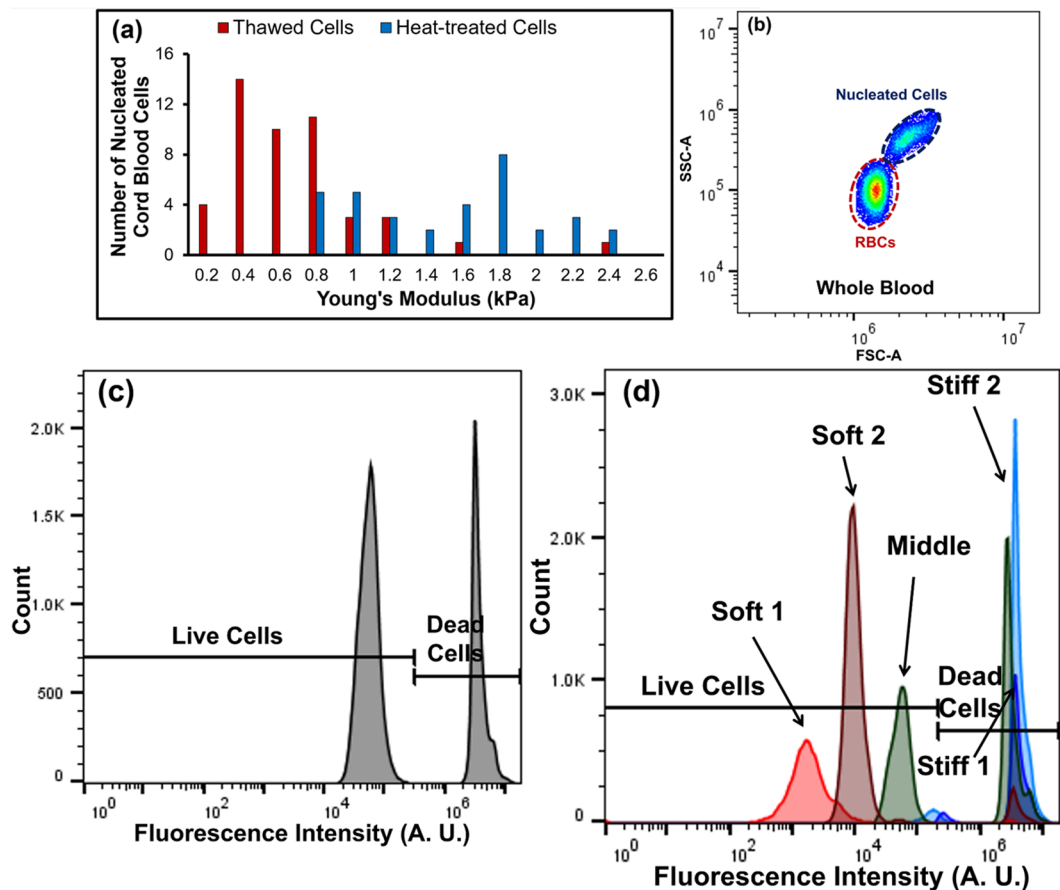 (a)
Thawed Cells Heat-treated Cells
Number of Nucleated
Cord Blood Cells
16
12
8
4
0
0.2 0.4 0.6 0.8 1 1.2 1.4 1.6 1.8 2 2.2 2.4 2.6
Young's Modulus (kPa)
(b)
SSC-A
10^7
10^6
10^5
10^4
Nucleated Cells
RBCs
Whole Blood
10^6 10^7
FSC-A
(c)
Count
2.0K
1.5K
1.0K
500
0
Live Cells
Dead
Cells
10^0 10^2 10^4 10^6
Fluorescence Intensity (A. U.)
(d)
Count
3.0K
2.0K
1.0K
0
Stiff 2
Soft 2
Middle
Soft 1
Live Cells
Dead
Cells
Stiff 1
10^0 10^2 10^4 10^6
Fluorescence Intensity (A. U.)